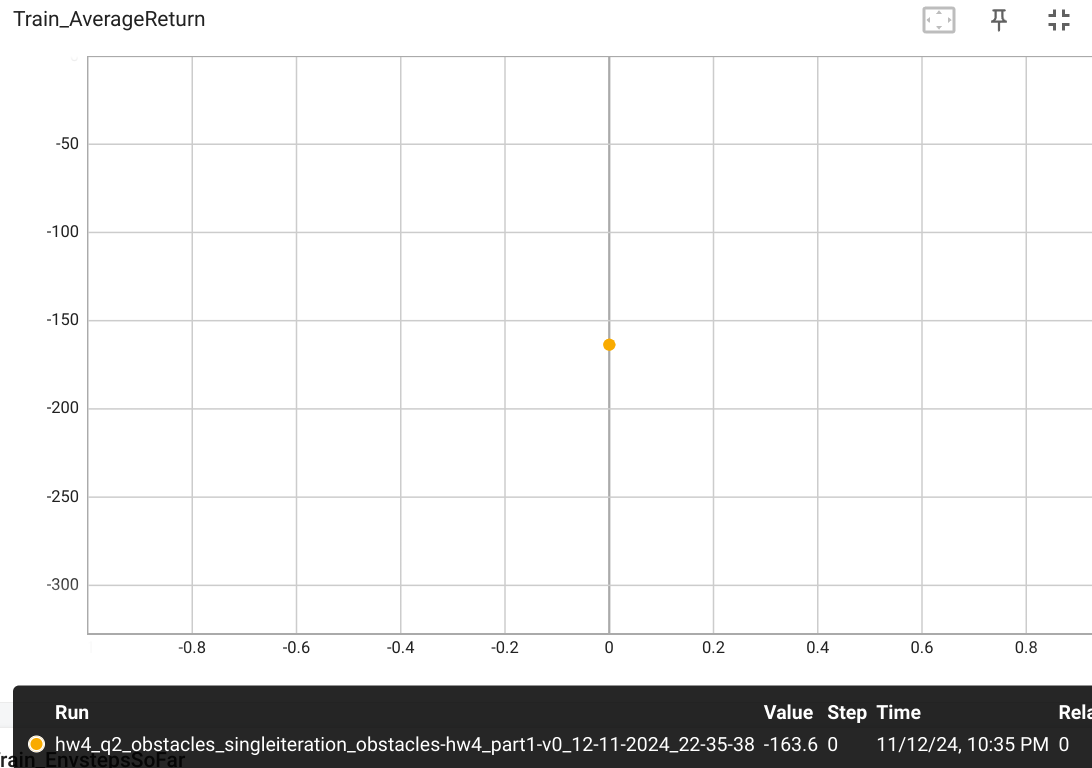 Train_AverageReturn
-50
-100
-150
-200
-250
-300
-0.8 -0.6 -0.4 -0.2 0 0.2 0.4 0.6 0.8
Run Value Step Time Rela
hw4_q2_obstacles_singleiteration_obstacles-hw4_part1-v0_12-11-2024_22-35-38 -163.6 0 11/12/24, 10:35 PM 0
rain_EnvstepsSoFar